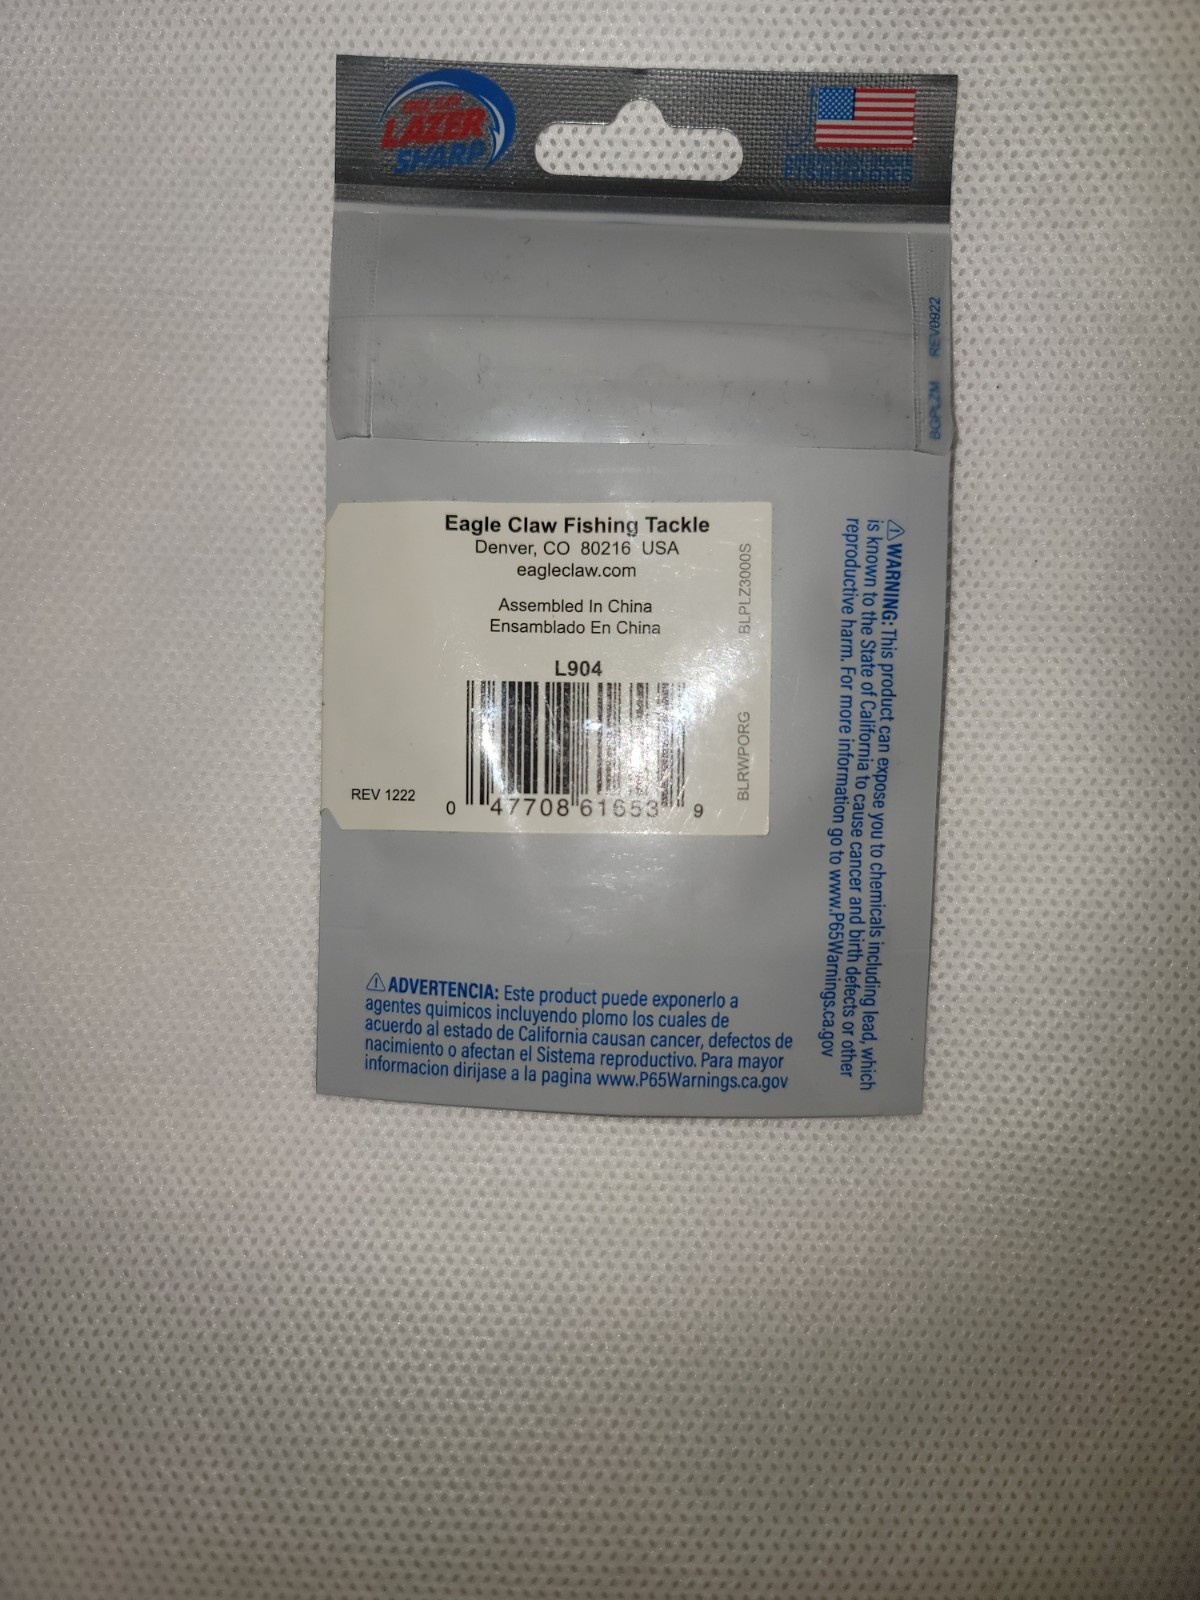 LAZER
SHARP
AMERICAN MADE
FISHHOOKS
BGPLZM REV0922
Eagle Claw Fishing Tackle
Denver, CO 80216 USA
eagleclaw.com
Assembled In China
Ensamblado En China
L904
0 47708 61653 9
REV 1222
BLRWPORG BLPLZ3000S
⚠WARNING: This product can expose you to chemicals including lead, which
is known to the State of California to cause cancer and birth defects or other
reproductive harm. For more information go to www.P65Warnings.ca.gov
⚠ADVERTENCIA: Este product puede exponerlo a
agentes quimicos incluyendo plomo los cuales de
acuerdo al estado de California causan cancer, defectos de
nacimiento o afectan el Sistema reproductivo. Para mayor
informacion dirijase a la pagina www.P65Warnings.ca.gov